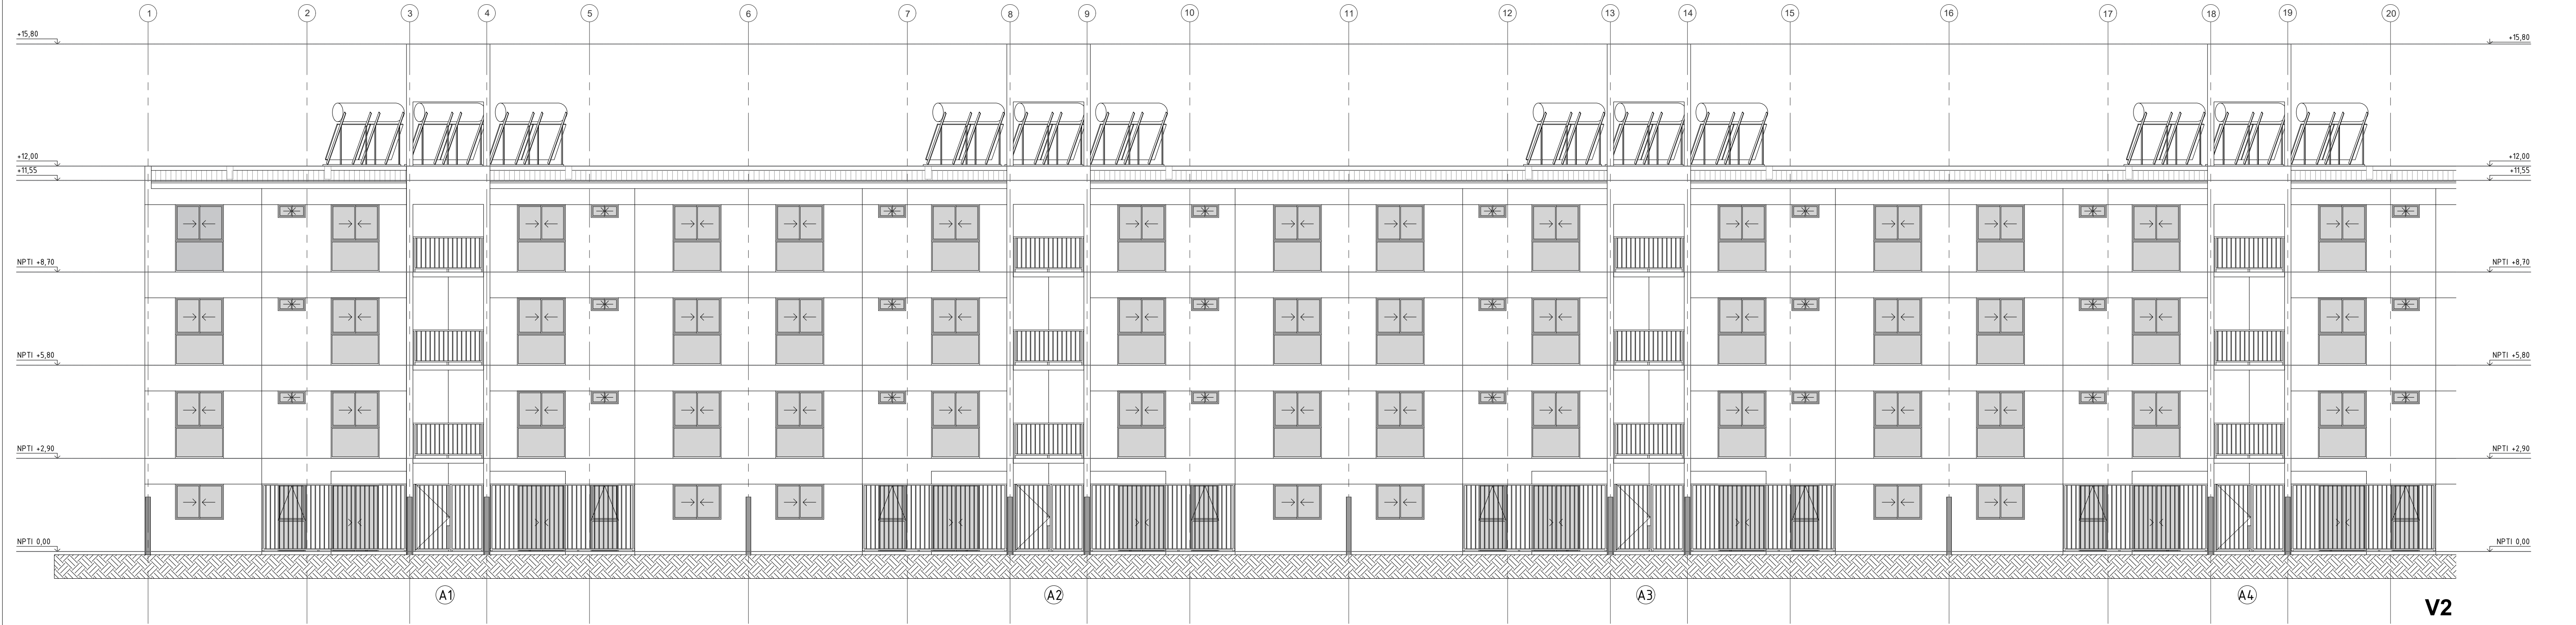 1 2 3 4 5 6 7 8 9 10 11 12 13 14 15 16 17 18 19 20
+15,80 +15,80
+12,00 +12,00
+11,55 +11,55
NPTI +8,70 NPTI +8,70
NPTI +5,80 NPTI +5,80
NPTI +2,90 NPTI +2,90
NPTI 0,00 NPTI 0,00
A1 A2 A3 A4
V2